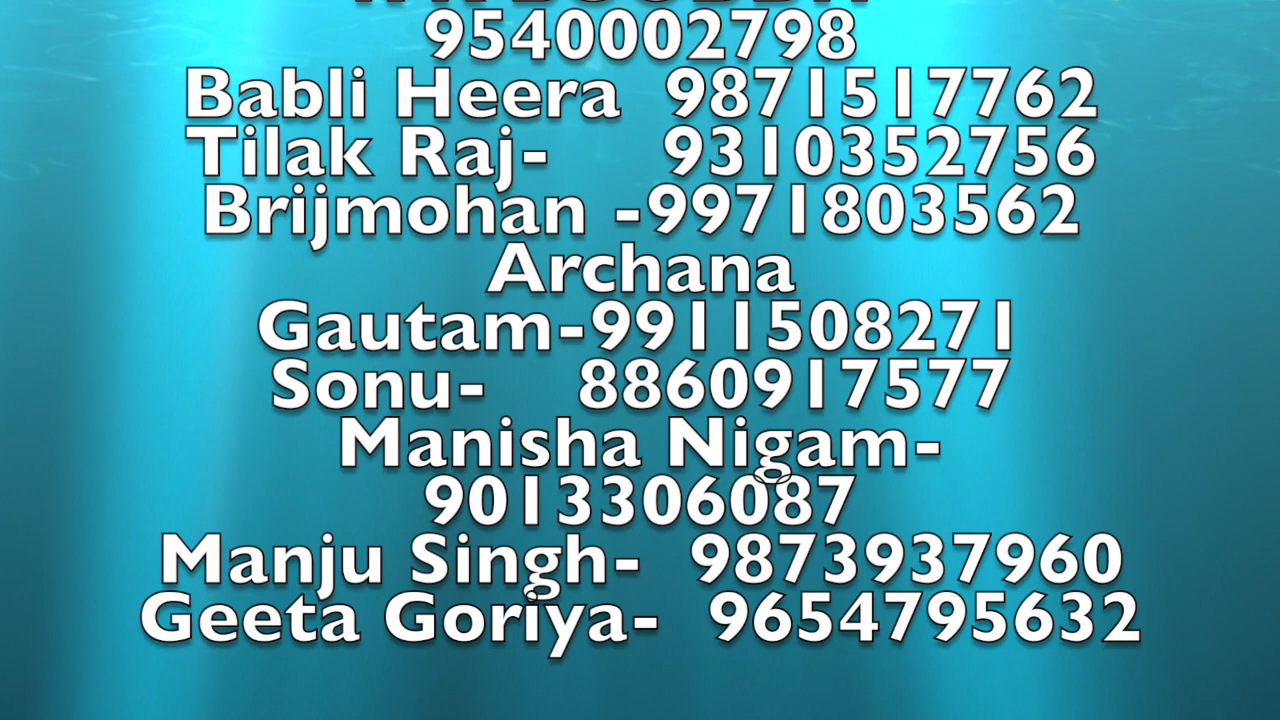 9540002798
Babli Heera 9871517762
Tilak Raj- 9310352756
Brijmohan -9971803562
Archana
Gautam-9911508271
Sonu- 8860917577
Manisha Nigam-
9013306087
Manju Singh- 9873937960
Geeta Goriya- 9654795632